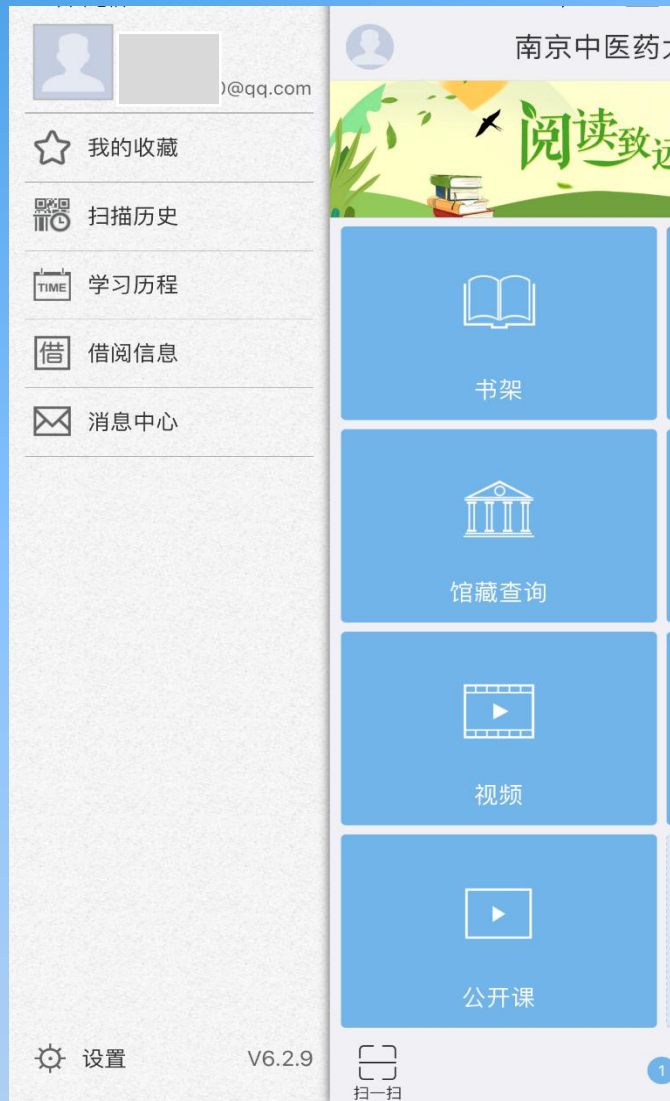 @qq.com
我的收藏
扫描历史
TIME
学习历程
借
借阅信息
消息中心
设置
V6.2.9
南京中医药
阅读致远
书架
馆藏查询
视频
公开课
扫一扫
1